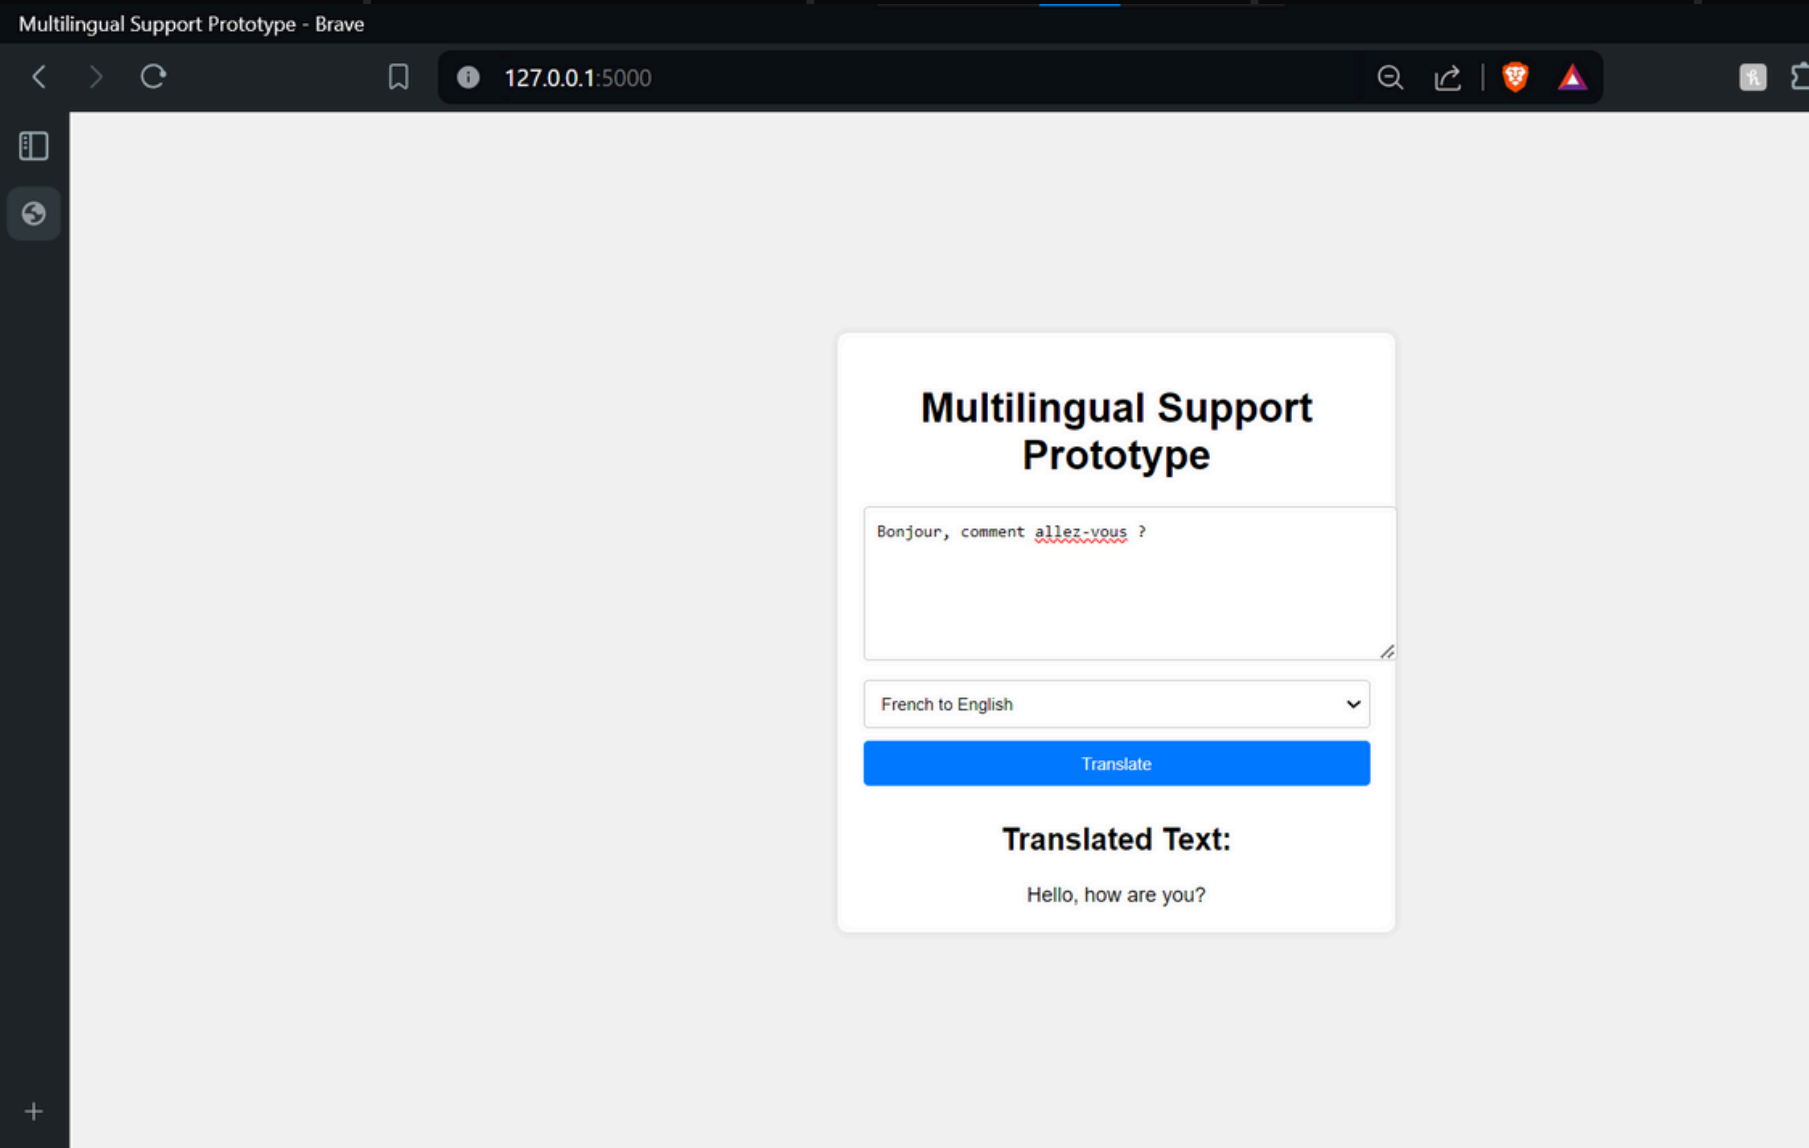 Multilingual Support Prototype - Brave
127.0.0.1:5000
Multilingual Support
Prototype
Bonjour, comment allez-vous ?
French to English
Translate
Translated Text:
Hello, how are you?